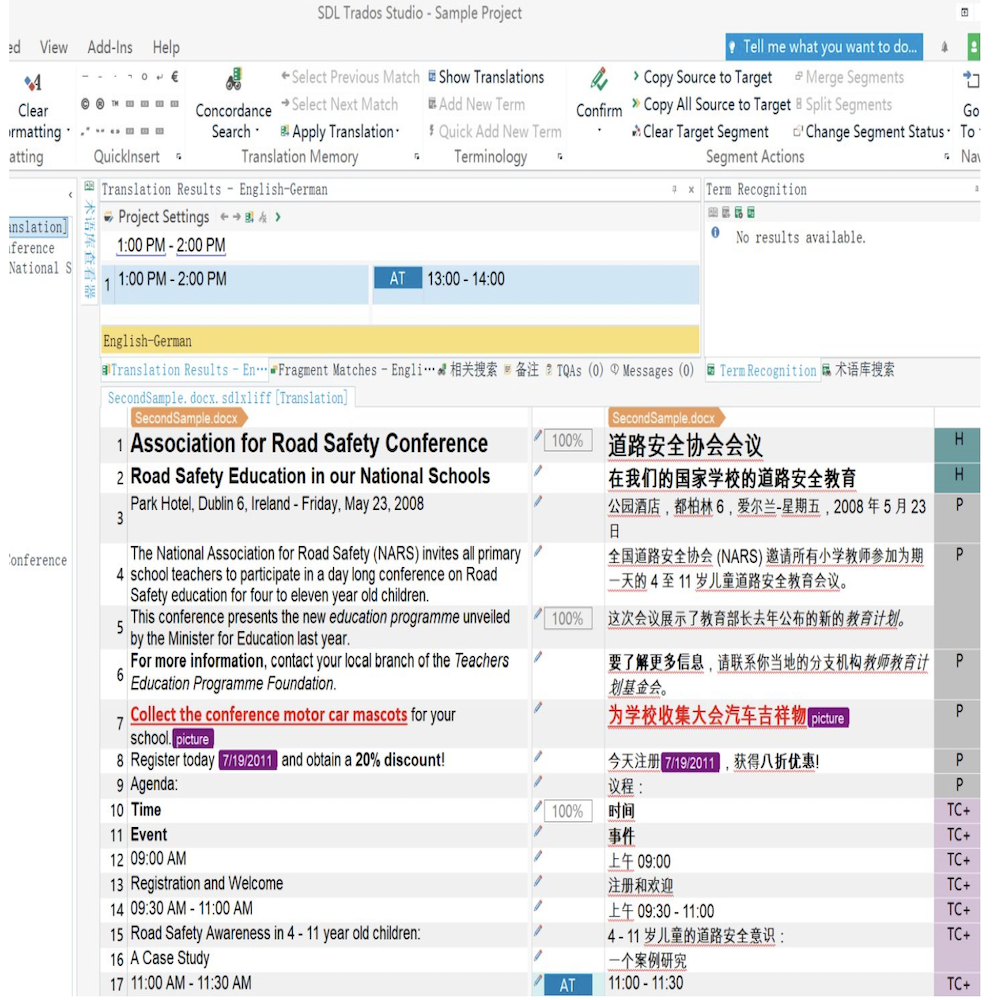 SDL Trados Studio - Sample Project
ed View Add-Ins Help
Tell me what you want to do...
Clear
ormatting
atting
QuickInsert
Concordance
Search
Select Previous Match
Select Next Match
Apply Translation
Translation Memory
Show Translations
Add New Term
Quick Add New Term
Terminology
Confirm
Copy Source to Target
Copy All Source to Target
Clear Target Segment
Merge Segments
Split Segments
Change Segment Status
Segment Actions
Go
To
Nav
anslation]
nference
National S
Conference
术语库查看器
Translation Results - English-German
Project Settings
1:00 PM - 2:00 PM
1 1:00 PM - 2:00 PM AT 13:00 - 14:00
English-German
Term Recognition
No results available.
Translation Results - En… Fragment Matches - Engli… 相关搜索 备注 TQAs (0) Messages (0)
Term Recognition 术语库搜索
SecondSample.docx.sdlxliff [Translation]
SecondSample.docx SecondSample.docx
1 Association for Road Safety Conference 100% 道路安全协会会议 H
2 Road Safety Education in our National Schools 在我们的国家学校的道路安全教育 H
3 Park Hotel, Dublin 6, Ireland - Friday, May 23, 2008 公园酒店，都柏林 6，爱尔兰-星期五，2008 年 5 月 23
日 P
4 The National Association for Road Safety (NARS) invites all primary
school teachers to participate in a day long conference on Road
Safety education for four to eleven year old children.
全国道路安全协会 (NARS) 邀请所有小学教师参加为期
一天的 4 至 11 岁儿童道路安全教育会议。 P
5 This conference presents the new education programme unveiled
by the Minister for Education last year.
100% 这次会议展示了教育部长去年公布的新的教育计划。
6 For more information, contact your local branch of the Teachers
Education Programme Foundation.
要了解更多信息，请联系你当地的分支机构教师教育计
划基金会。 P
7 Collect the conference motor car mascots for your
school. picture
为学校收集大会汽车吉祥物 picture P
8 Register today 7/19/2011 and obtain a 20% discount! 今天注册 7/19/2011 ，获得八折优惠! P
9 Agenda: 议程： P
10 Time 100% 时间 TC+
11 Event 事件 TC+
12 09:00 AM 上午 09:00 TC+
13 Registration and Welcome 注册和欢迎 TC+
14 09:30 AM - 11:00 AM 上午 09:30 - 11:00 TC+
15 Road Safety Awareness in 4 - 11 year old children: 4 - 11 岁儿童的道路安全意识： TC+
16 A Case Study 一个案例研究
17 11:00 AM - 11:30 AM AT 11:00 - 11:30 TC+